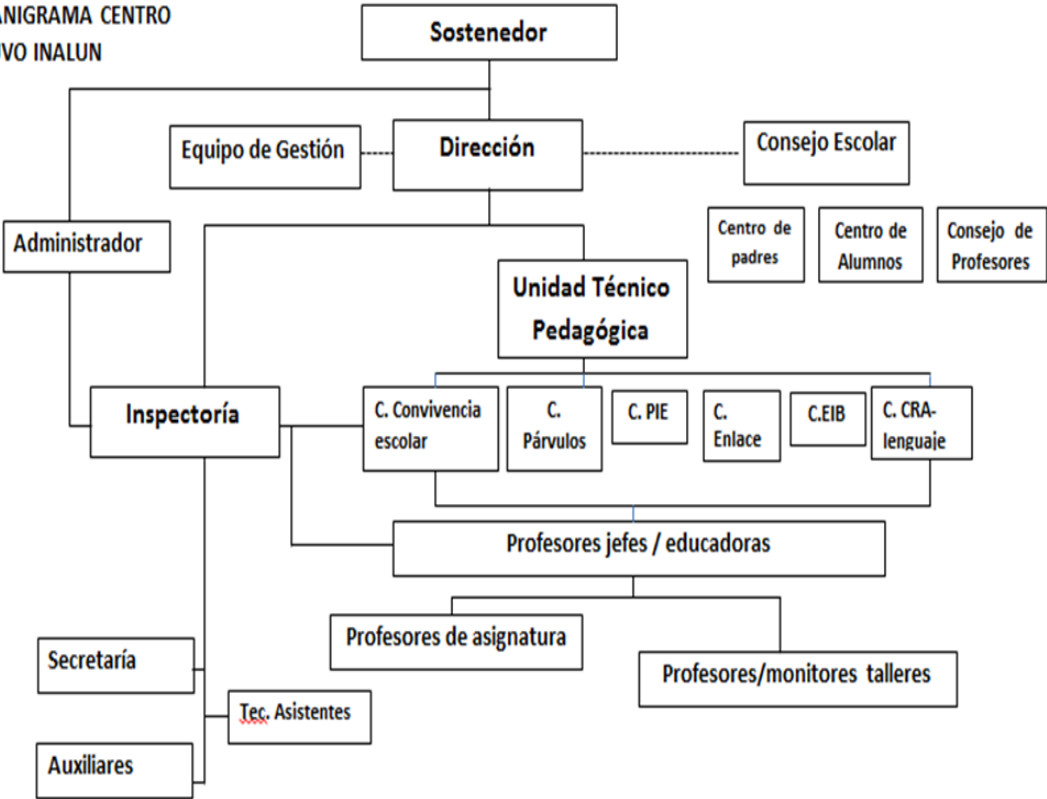 ANIGRAMA CENTRO
IVO INALUN
Sostenedor
Equipo de Gestión
Dirección
Consejo Escolar
Administrador
Centro de
padres
Centro de
Alumnos
Consejo de
Profesores
Unidad Técnico
Pedagógica
Inspectoría
C. Convivencia
escolar
C.
Párvulos
C. PIE
C.
Enlace
C.EIB
C. CRA-
lenguaje
Profesores jefes / educadoras
Profesores de asignatura
Profesores/monitores talleres
Secretaría
Tec. Asistentes
Auxiliares